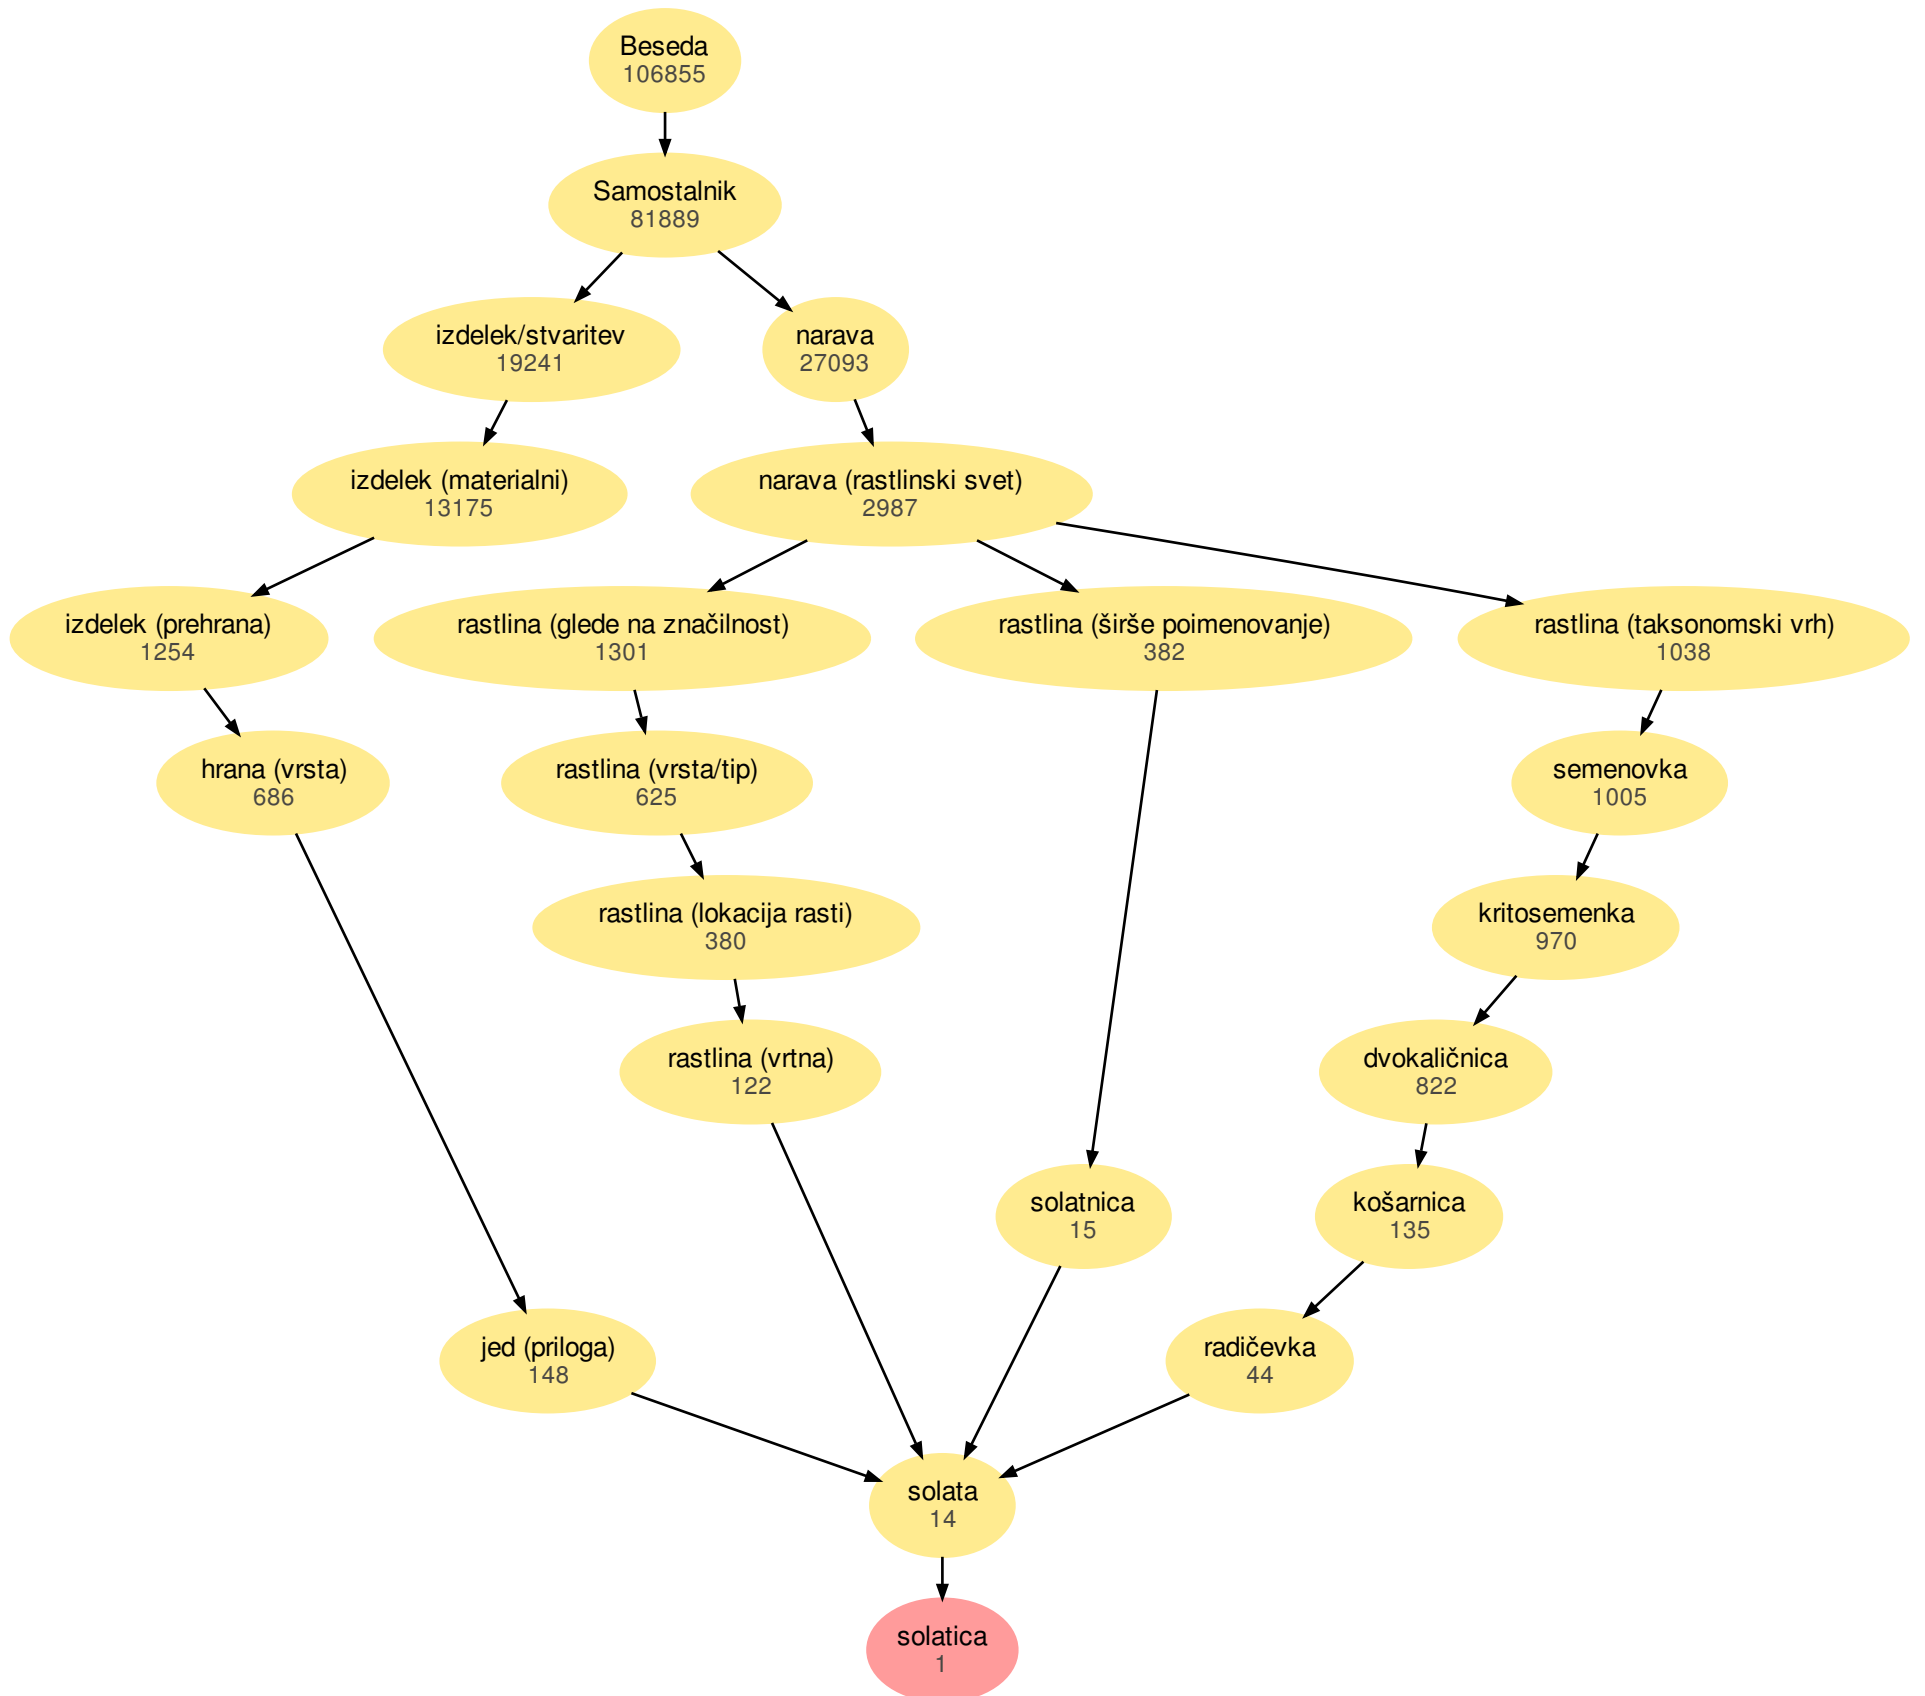 Beseda
106855
Samostalnik
81889
izdelek/stvaritev
19241
narava
27093
izdelek (materialni)
13175
narava (rastlinski svet)
2987
izdelek (prehrana)
1254
rastlina (glede na značilnost)
1301
rastlina (širše poimenovanje)
382
rastlina (taksonomski vrh)
1038
hrana (vrsta)
686
rastlina (vrsta/tip)
625
semenovka
1005
rastlina (lokacija rasti)
380
kritosemenka
970
rastlina (vrtna)
122
dvokaličnica
822
solatnica
15
košarnica
135
jed (priloga)
148
radičevka
44
solata
14
solatica
1